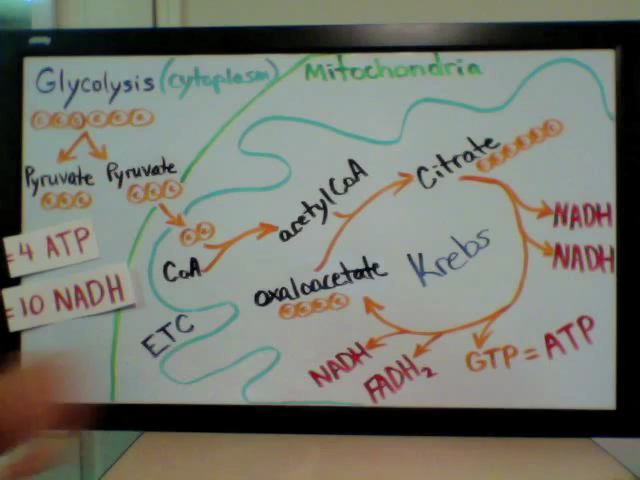 Glycolysis (cytoplasm)
Mitochondria
C C C C C C
Pyruvate Pyruvate
C C C
C C C
C C
= 4 ATP
= 10 NADH
CoA
acetyl CoA
Citrate
C C C C C C
oxaloacetate
C C C C
Krebs
NADH
NADH
ETC
NADH
FADH2
GTP = ATP